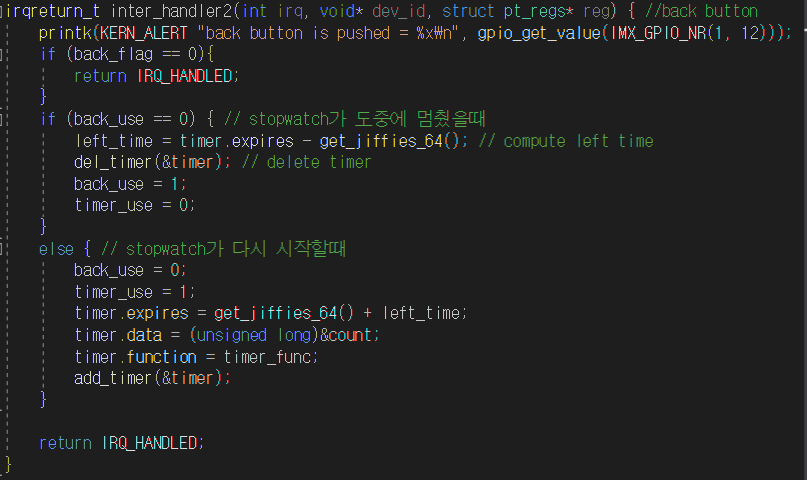 irqreturn_t inter_handler2(int irq, void* dev_id, struct pt_regs* reg) { //back button
    printk(KERN_ALERT "back button is pushed = %x₩n", gpio_get_value(IMX_GPIO_NR(1, 12)));
    if (back_flag == 0){
        return IRQ_HANDLED;
    }
    if (back_use == 0) { // stopwatch가 도중에 멈췄을때
        left_time = timer.expires - get_jiffies_64(); // compute left time
        del_timer(&timer); // delete timer
        back_use = 1;
        timer_use = 0;
    }
    else { // stopwatch가 다시 시작할때
        back_use = 0;
        timer_use = 1;
        timer.expires = get_jiffies_64() + left_time;
        timer.data = (unsigned long)&count;
        timer.function = timer_func;
        add_timer(&timer);
    }
    return IRQ_HANDLED;
}